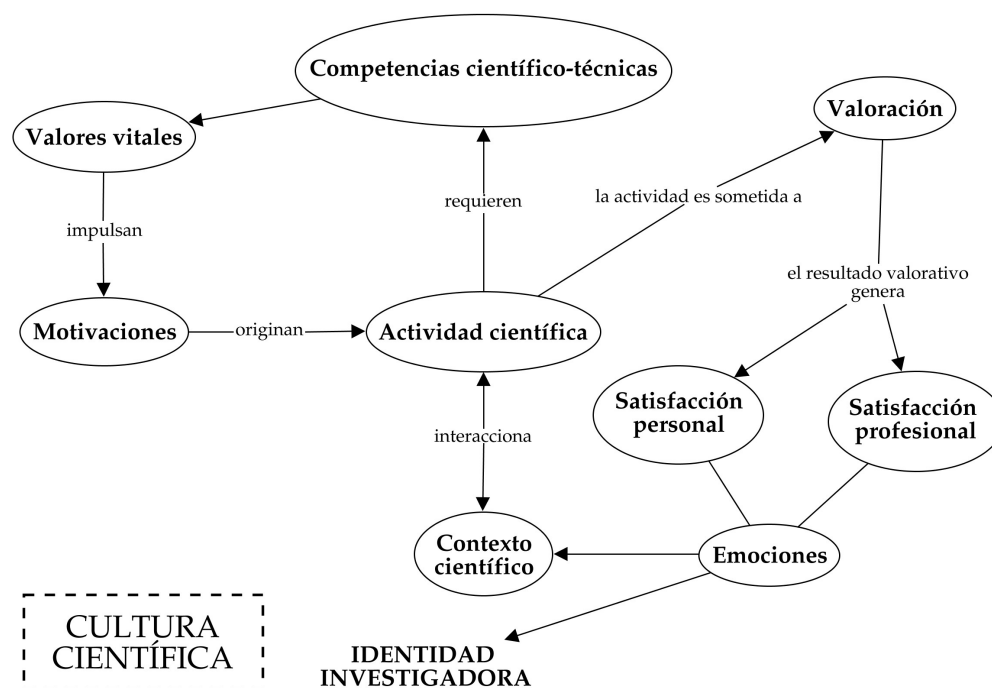 Competencias científico-técnicas
Valoración
Valores vitales
requieren
la actividad es sometida a
impulsan
el resultado valorativo
genera
Motivaciones
originan
Actividad científica
Satisfacción
personal
Satisfacción
profesional
interacciona
Contexto
científico
Emociones
CULTURA
CIENTÍFICA
IDENTIDAD
INVESTIGADORA